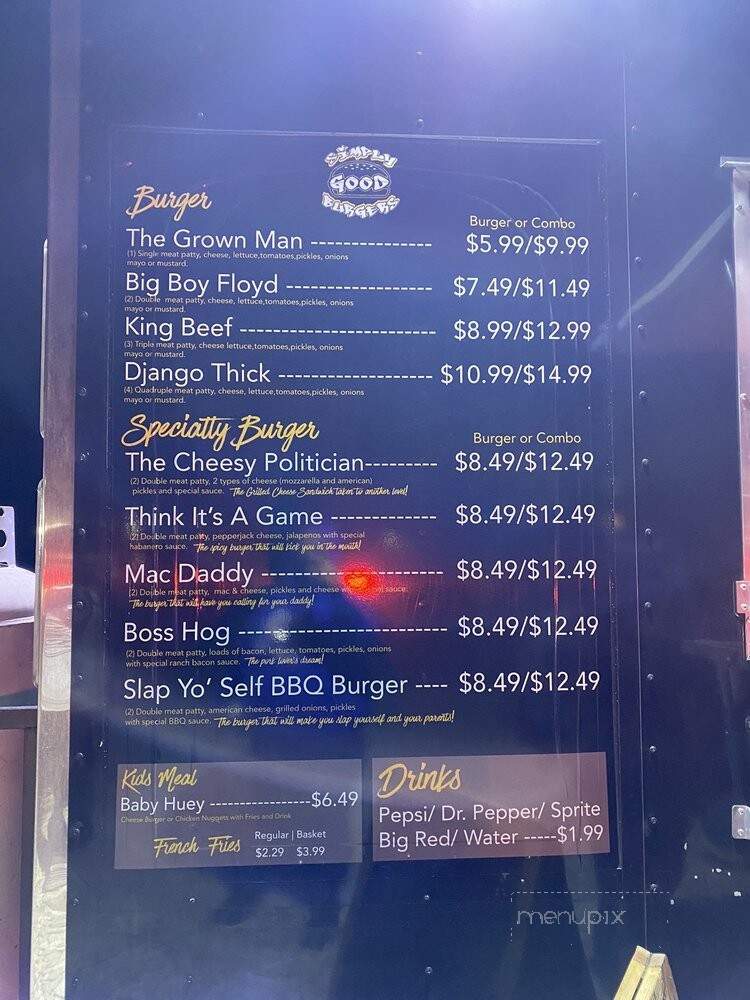 SIMPLY
GOOD
BURGERS
Burger
Burger or Combo
The Grown Man --------------- $5.99/$9.99
(1) Single meat patty, cheese, lettuce,tomatoes,pickles, onions
mayo or mustard.
Big Boy Floyd ------------------ $7.49/$11.49
(2) Double meat patty, cheese, lettuce,tomatoes,pickles, onions
mayo or mustard.
King Beef ------------------------ $8.99/$12.99
(3) Triple meat patty, cheese lettuce,tomatoes,pickles, onions
mayo or mustard.
Django Thick ------------------- $10.99/$14.99
(4) Quadruple meat patty, cheese, lettuce,tomatoes,pickles, onions
mayo or mustard.
Specialty Burger
Burger or Combo
The Cheesy Politician--------- $8.49/$12.49
(2) Double meat patty, 2 types of cheese (mozzarella and american)
pickles and special sauce. The Grilled Cheese Sandwich taken to another level!
Think It's A Game ------------- $8.49/$12.49
(2) Double meat patty, pepperjack cheese, jalapenos with special
habanero sauce. The spicy burger that will kick you in the mouth!
Mac Daddy ---------------------- $8.49/$12.49
(2) Double meat patty, mac & cheese, pickles and cheese sauce.
The burger that will have you calling for your daddy!
Boss Hog -------------------------- $8.49/$12.49
(2) Double meat patty, loads of bacon, lettuce, tomatoes, pickles, onions
with special ranch bacon sauce. The pork lover's dream!
Slap Yo' Self BBQ Burger ---- $8.49/$12.49
(2) Double meat patty, american cheese, grilled onions, pickles
with special BBQ sauce. The burger that will make you slap yourself and your parents!
Kids Meal
Baby Huey ------------------$6.49
Cheese Burger or Chicken Nuggets with Fries and Drink
French Fries Regular | Basket
$2.29 $3.99
Drinks
Pepsi/ Dr. Pepper/ Sprite
Big Red/ Water -----$1.99
menupix